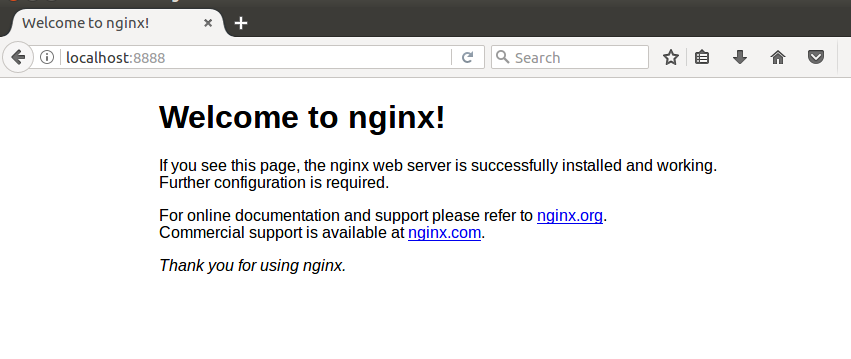 Welcome to nginx!
localhost:8888
Search
Welcome to nginx!
If you see this page, the nginx web server is successfully installed and working.
Further configuration is required.
For online documentation and support please refer to nginx.org.
Commercial support is available at nginx.com.
Thank you for using nginx.